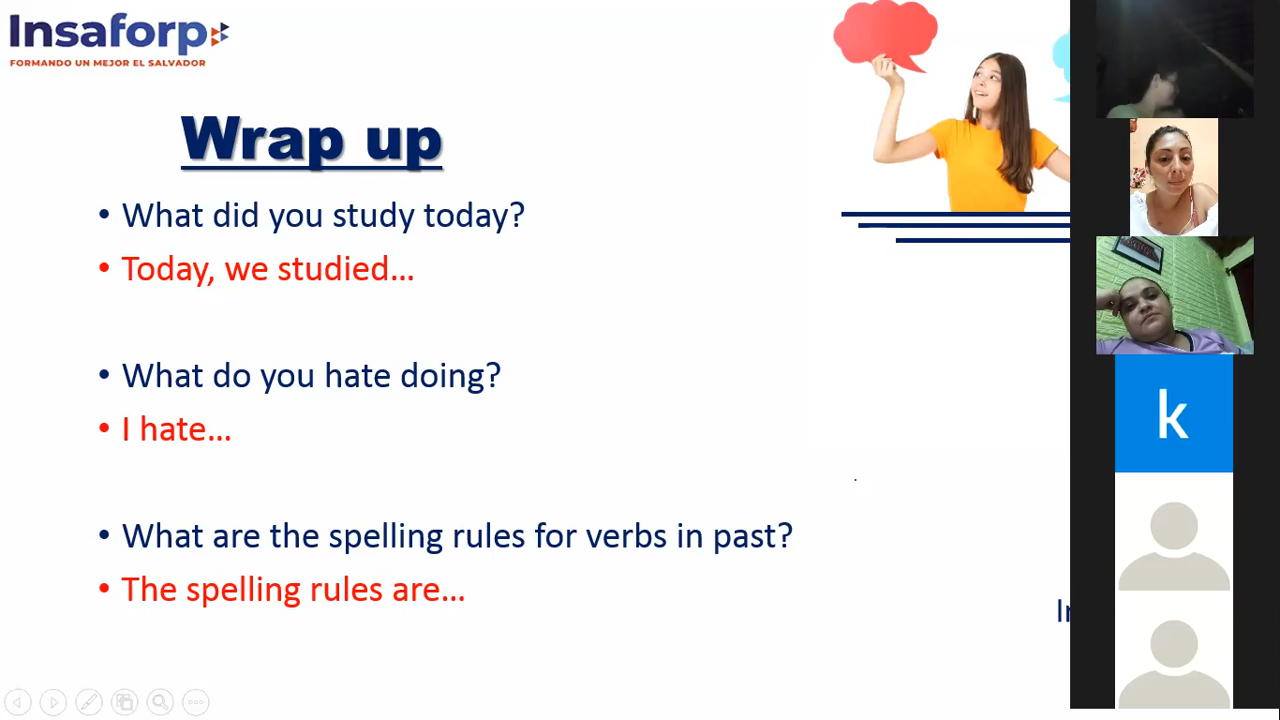 Insaforp
FORMANDO UN MEJOR EL SALVADOR
Wrap up
• What did you study today?
• Today, we studied...
• What do you hate doing?
• I hate...
• What are the spelling rules for verbs in past?
• The spelling rules are...
k